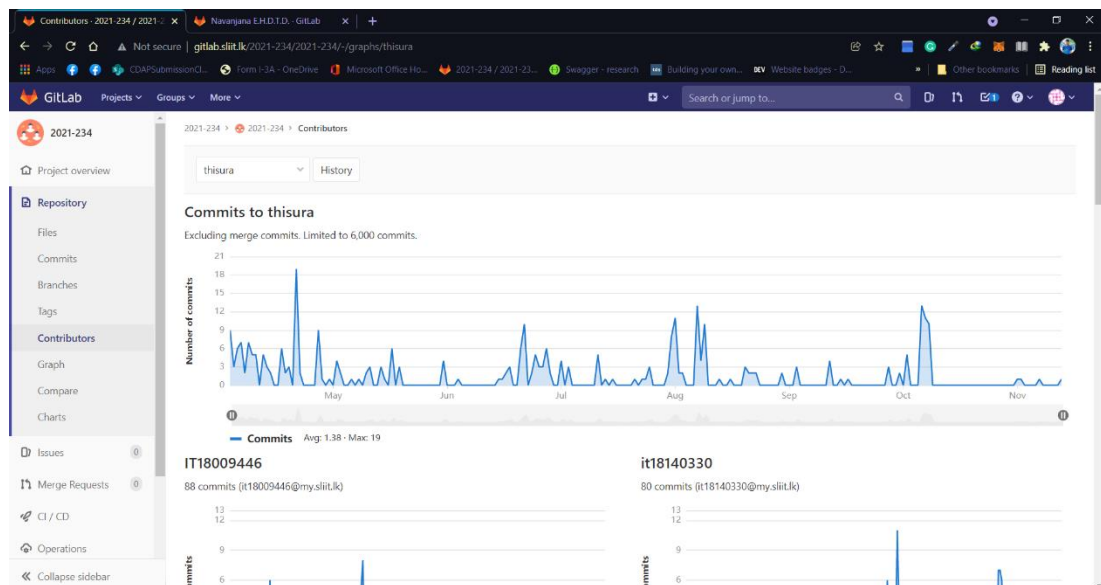 Contributors · 2021-234 / 2021-2
Navanjana E.H.D.T.D. · GitLab
Not secure | gitlab.sliit.lk/2021-234/2021-234/-/graphs/thisura
Apps CDAPSubmissionCl... Form I-3A - OneDrive Microsoft Office Ho... 2021-234 / 2021-23... Swagger - research Building your own... DEV Website badges - D... » Other bookmarks Reading list
GitLab Projects Groups More Search or jump to... 1
2021-234
2021-234 › 2021-234 › Contributors
Project overview
thisura History
Repository
Commits to thisura
Files
Excluding merge commits. Limited to 6,000 commits.
Commits
Branches
Tags
Contributors
Graph
Compare
Charts
Number of commits
21
18
15
12
9
6
3
0
May Jun Jul Aug Sep Oct Nov
Commits Avg: 1.38 · Max: 19
Issues 0
Merge Requests 0
CI / CD
Operations
Collapse sidebar
IT18009446
88 commits (it18009446@my.sliit.lk)
13
12
9
6
it18140330
80 commits (it18140330@my.sliit.lk)
13
12
9
6